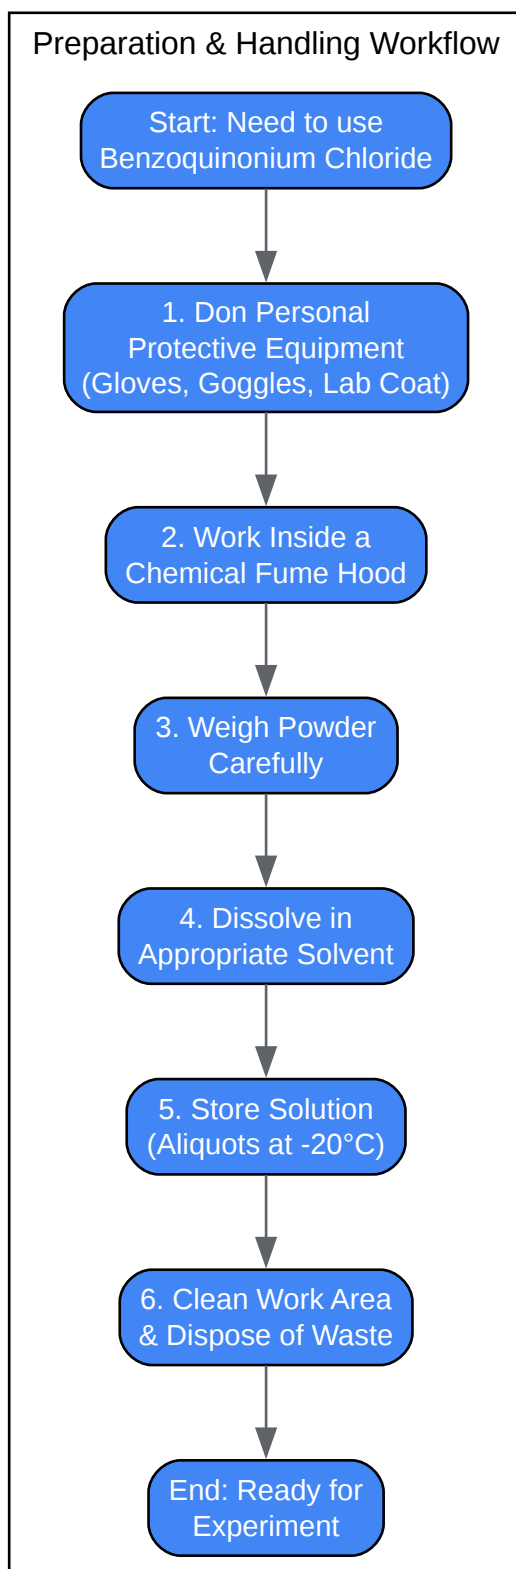 Preparation & Handling Workflow
Start: Need to use
Benzoquinonium Chloride
1. Don Personal
Protective Equipment
(Gloves, Goggles, Lab Coat)
2. Work Inside a
Chemical Fume Hood
3. Weigh Powder
Carefully
4. Dissolve in
Appropriate Solvent
5. Store Solution
(Aliquots at -20°C)
6. Clean Work Area
& Dispose of Waste
End: Ready for
Experiment